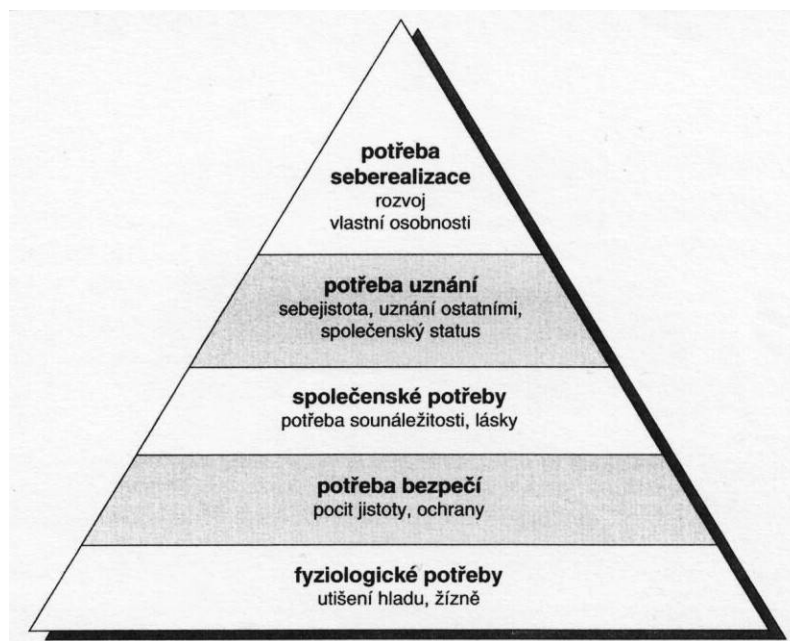 potřeba
seberealizace
rozvoj
vlastní osobnosti
potřeba uznání
sebejistota, uznání ostatními,
společenský status
společenské potřeby
potřeba sounáležitosti, lásky
potřeba bezpečí
pocit jistoty, ochrany
fyziologické potřeby
utišení hladu, žízně